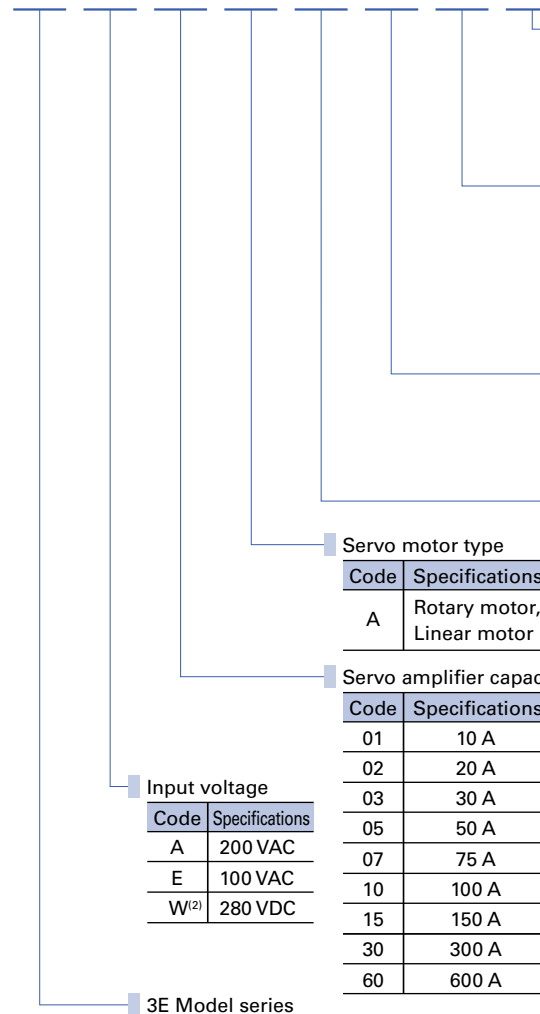 Servo motor type
Code Specifications
A Rotary motor,
Linear motor
Servo amplifier
Code Specifications
01 10 A
02 20 A
03 30 A
05 50 A
07 75 A
10 100 A
15 150 A
30 300 A
60 600 A
Input voltage
Code Specifications
A 200 VAC
E 100 VAC
W(2) 280 VDC
3E Model series